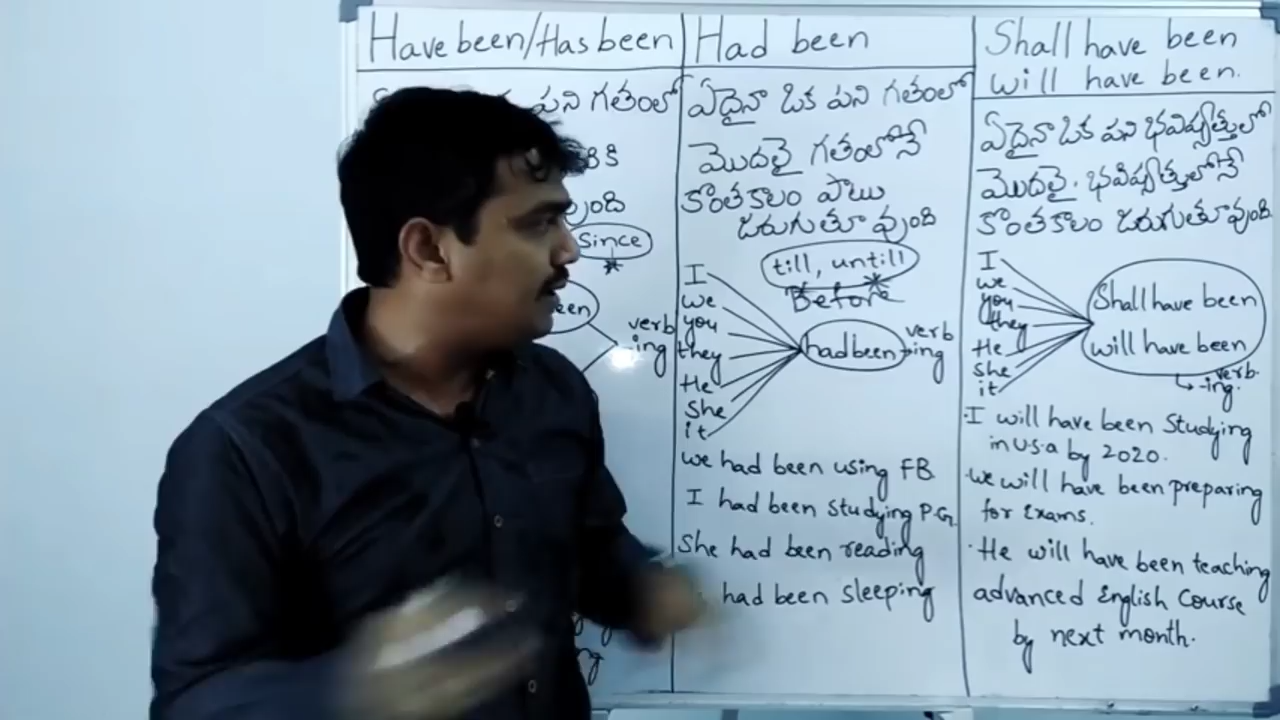 Have been/Has been
పని గతంలో
వుంది
Since
*
een
verb
ing
Had been
ఏదైనా ఒక పని గతంలో
మొదలై గతంలోనే
కొంతకాలం పాటు
జరుగుతూ వుంది
till, untill
*
Before
I
we
you
they
He
She
it
had been
verb
ing
we had been using FB
I had been studying P.G.
She had been reading
had been sleeping
Shall have been
will have been.
ఏదైనా ఒక పని భవిష్యత్తులో
మొదలై. భవిష్యత్తులోనే
కొంతకాలం జరుగుతూ వుంది.
I
we
you
they
He
She
it
Shall have been
will have been
verb.
-ing.
·I will have been Studying
in U.S.a by 2020.
·we will have been preparing
for Exams.
·He will have been teaching
advanced English Course
by next month.